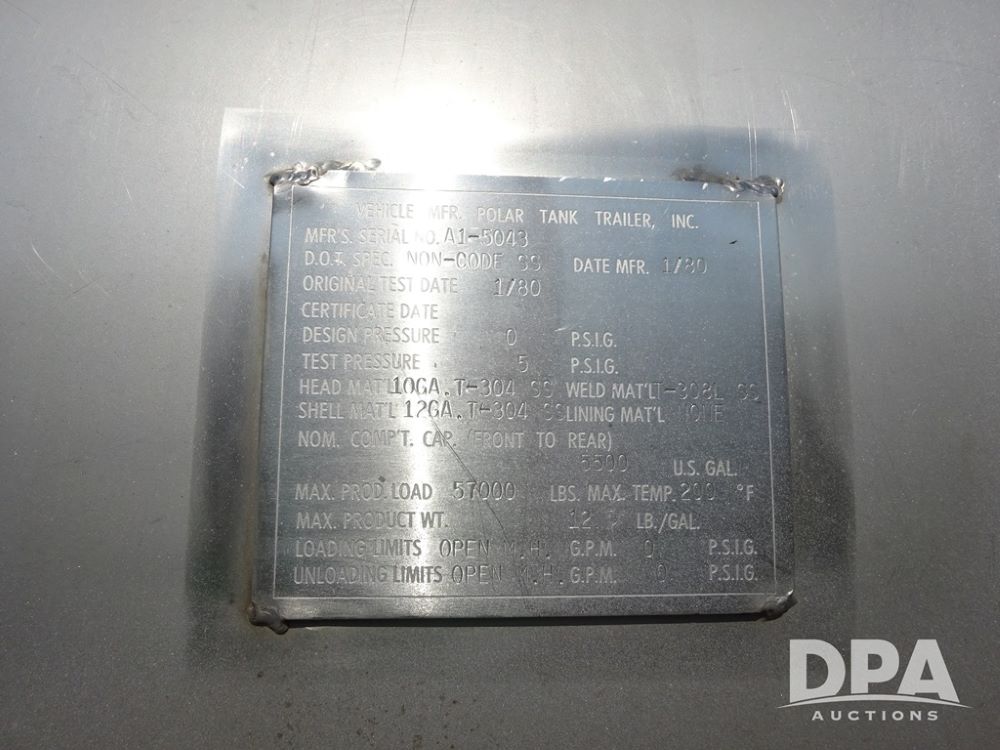 VEHICLE MFR. POLAR TANK TRAILER, INC.
MFR'S. SERIAL NO. A1-5043
D.O.T. SPEC. NON-CODE SS DATE MFR. 1/80
ORIGINAL TEST DATE 1/80
CERTIFICATE DATE
DESIGN PRESSURE 0 P.S.I.G.
TEST PRESSURE 5 P.S.I.G.
HEAD MAT'L 10GA. T-304 SS WELD MAT'L T-308L SS
SHELL MAT'L 12GA. T-304 SS LINING MAT'L NONE
NOM. COMP'T. CAP. (FRONT TO REAR)
5500 U.S. GAL.
MAX. PROD. LOAD 57000 LBS. MAX. TEMP. 200 °F
MAX. PRODUCT WT. 12 LB./GAL.
LOADING LIMITS OPEN M.H. G.P.M. 0 P.S.I.G.
UNLOADING LIMITS OPEN M.H. G.P.M. 0 P.S.I.G.
DPA
AUCTIONS